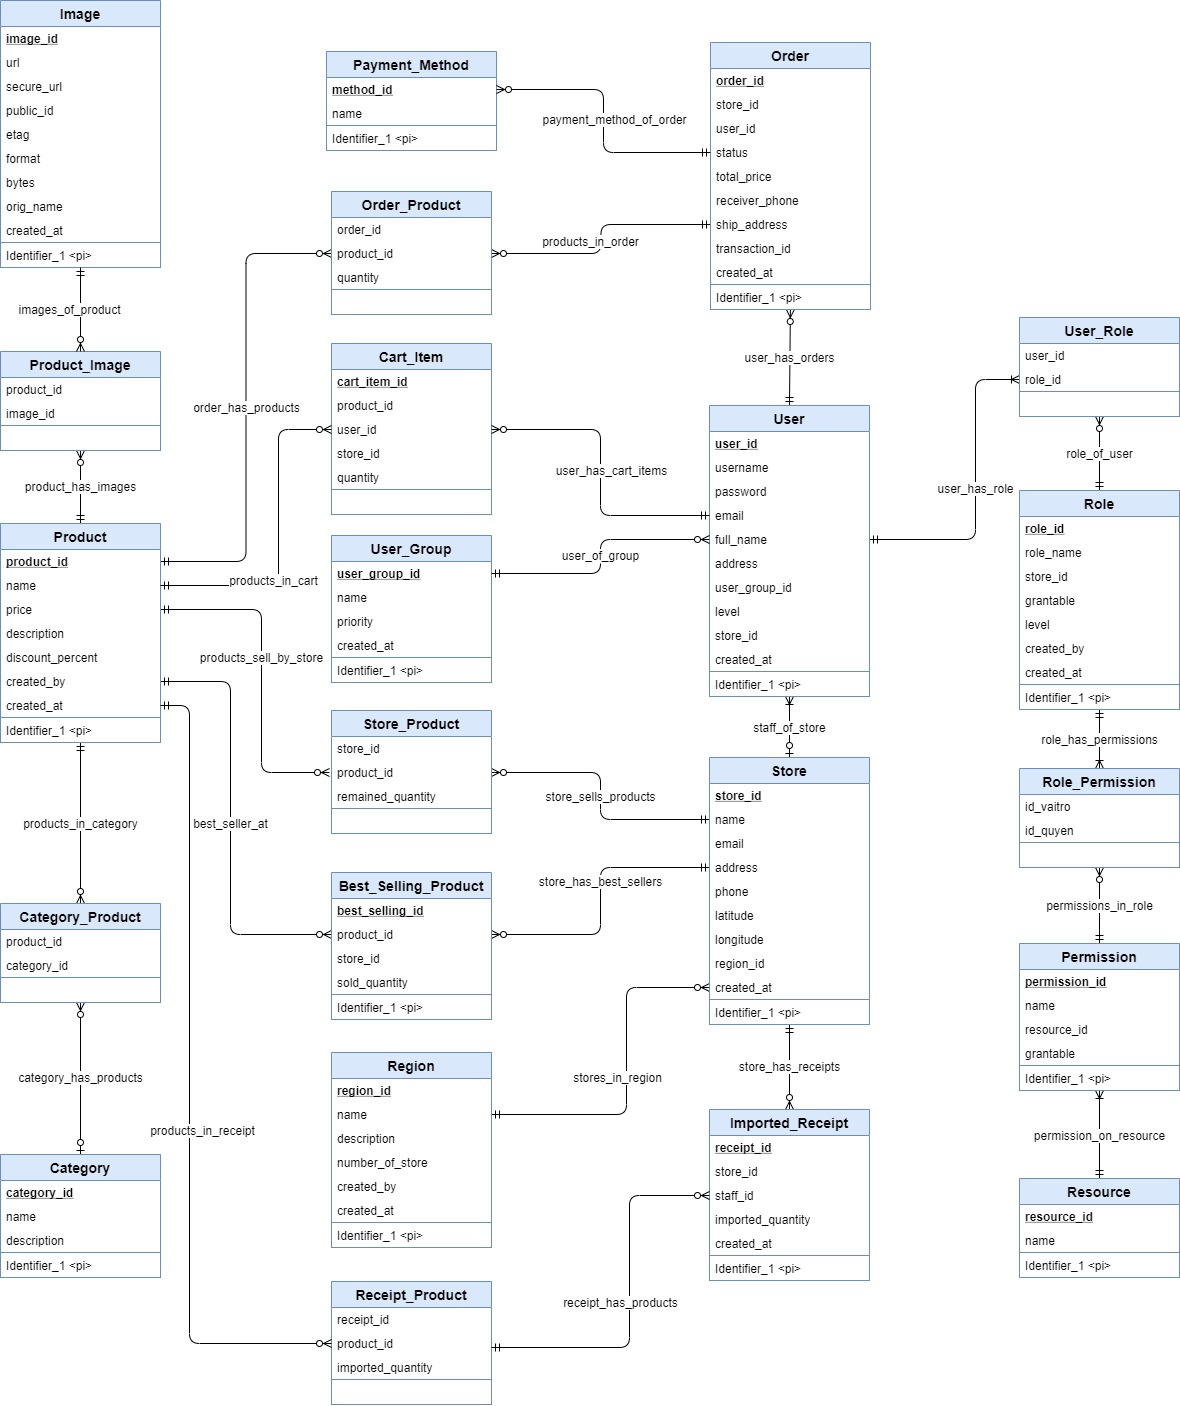 Image
image_id
url
secure_url
public_id
etag
format
bytes
orig_name
created_at
Identifier_1 <pi>
images_of_product
Product_Image
product_id
image_id
product_has_images
Product
product_id
name
price
description
discount_percent
created_by
created_at
Identifier_1 <pi>
products_in_category
Category_Product
product_id
category_id
category_has_products
Category
category_id
name
description
Identifier_1 <pi>
order_has_products
products_in_cart
products_sell_by_store
best_seller_at
products_in_receipt
Payment_Method
method_id
name
Identifier_1 <pi>
payment_method_of_order
Order_Product
order_id
product_id
quantity
products_in_order
Cart_Item
cart_item_id
product_id
user_id
store_id
quantity
user_has_cart_items
User_Group
user_group_id
name
priority
created_at
Identifier_1 <pi>
user_of_group
Store_Product
store_id
product_id
remained_quantity
store_sells_products
Best_Selling_Product
best_selling_id
product_id
store_id
sold_quantity
Identifier_1 <pi>
store_has_best_sellers
Region
region_id
name
description
number_of_store
created_by
created_at
Identifier_1 <pi>
stores_in_region
Receipt_Product
receipt_id
product_id
imported_quantity
receipt_has_products
Order
order_id
store_id
user_id
status
total_price
receiver_phone
ship_address
transaction_id
created_at
Identifier_1 <pi>
user_has_orders
User
user_id
username
password
email
full_name
address
user_group_id
level
store_id
created_at
Identifier_1 <pi>
staff_of_store
Store
store_id
name
email
address
phone
latitude
longitude
region_id
created_at
Identifier_1 <pi>
store_has_receipts
Imported_Receipt
receipt_id
store_id
staff_id
imported_quantity
created_at
Identifier_1 <pi>
user_has_role
User_Role
user_id
role_id
role_of_user
Role
role_id
role_name
store_id
grantable
level
created_by
created_at
Identifier_1 <pi>
role_has_permissions
Role_Permission
id_vaitro
id_quyen
permissions_in_role
Permission
permission_id
name
resource_id
grantable
Identifier_1 <pi>
permission_on_resource
Resource
resource_id
name
Identifier_1 <pi>